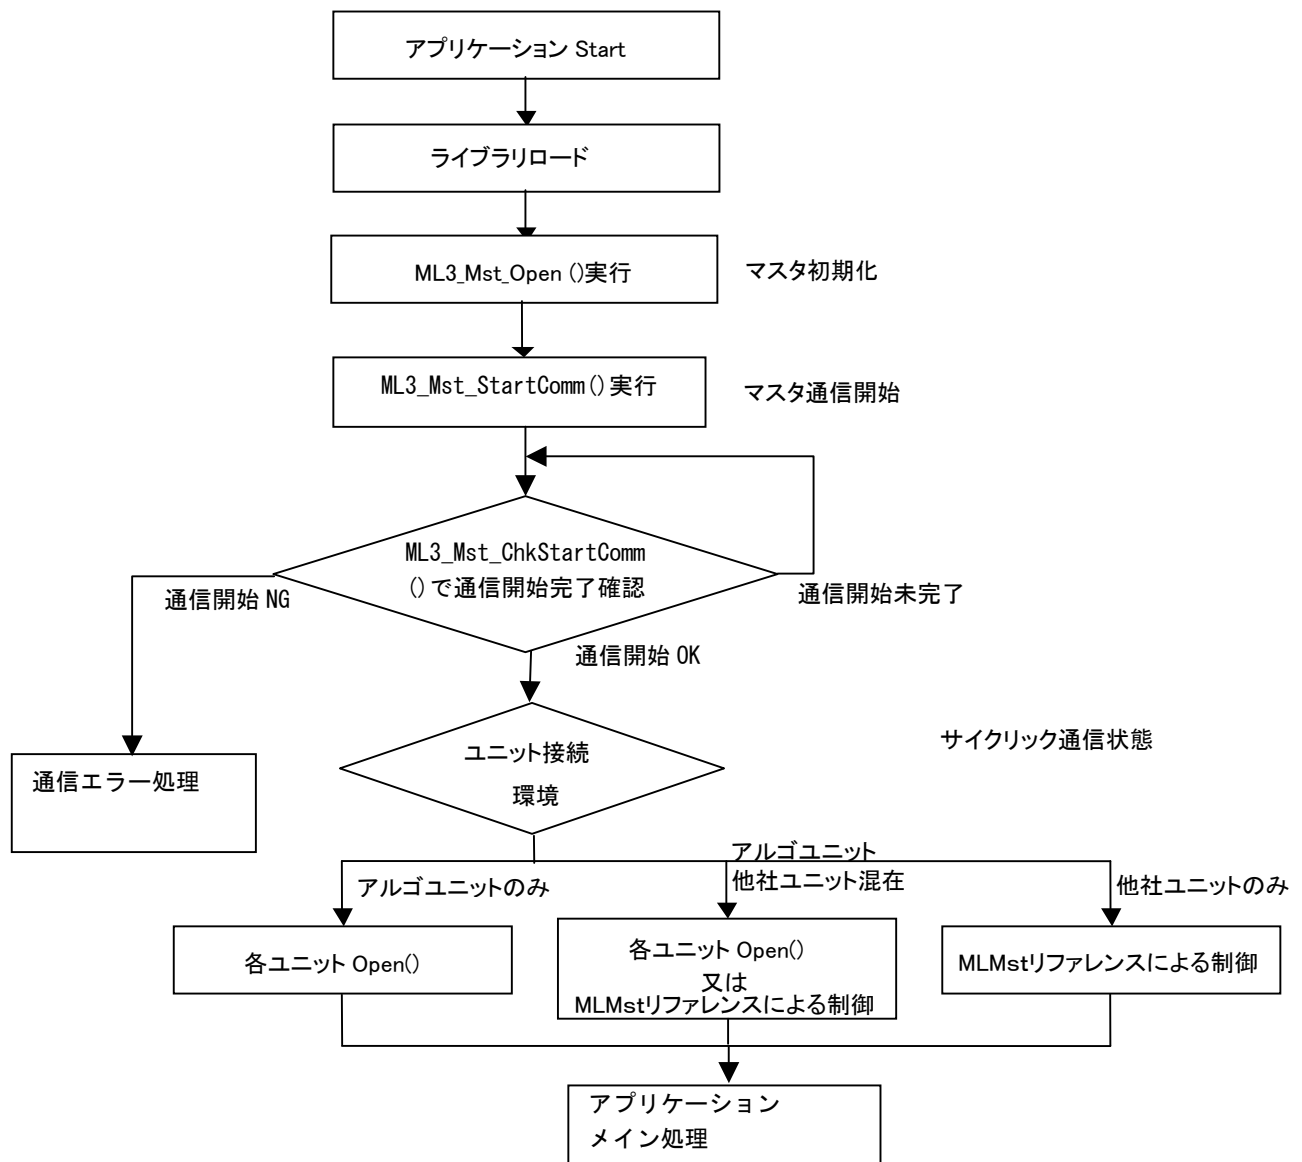 アプリケーション Start
ライブラリロード
ML3_Mst_Open ()実行
マスタ初期化
ML3_Mst_StartComm()実行
マスタ通信開始
ML3_Mst_ChkStartComm
()で通信開始完了確認
通信開始 NG
通信開始未完了
通信開始 OK
サイクリック通信状態
ユニット接続
環境
通信エラー処理
アルゴユニットのみ
アルゴユニット
他社ユニット混在
他社ユニットのみ
各ユニット Open()
各ユニット Open()
又は
MLMstリファレンスによる制御
MLMstリファレンスによる制御
アプリケーション
メイン処理